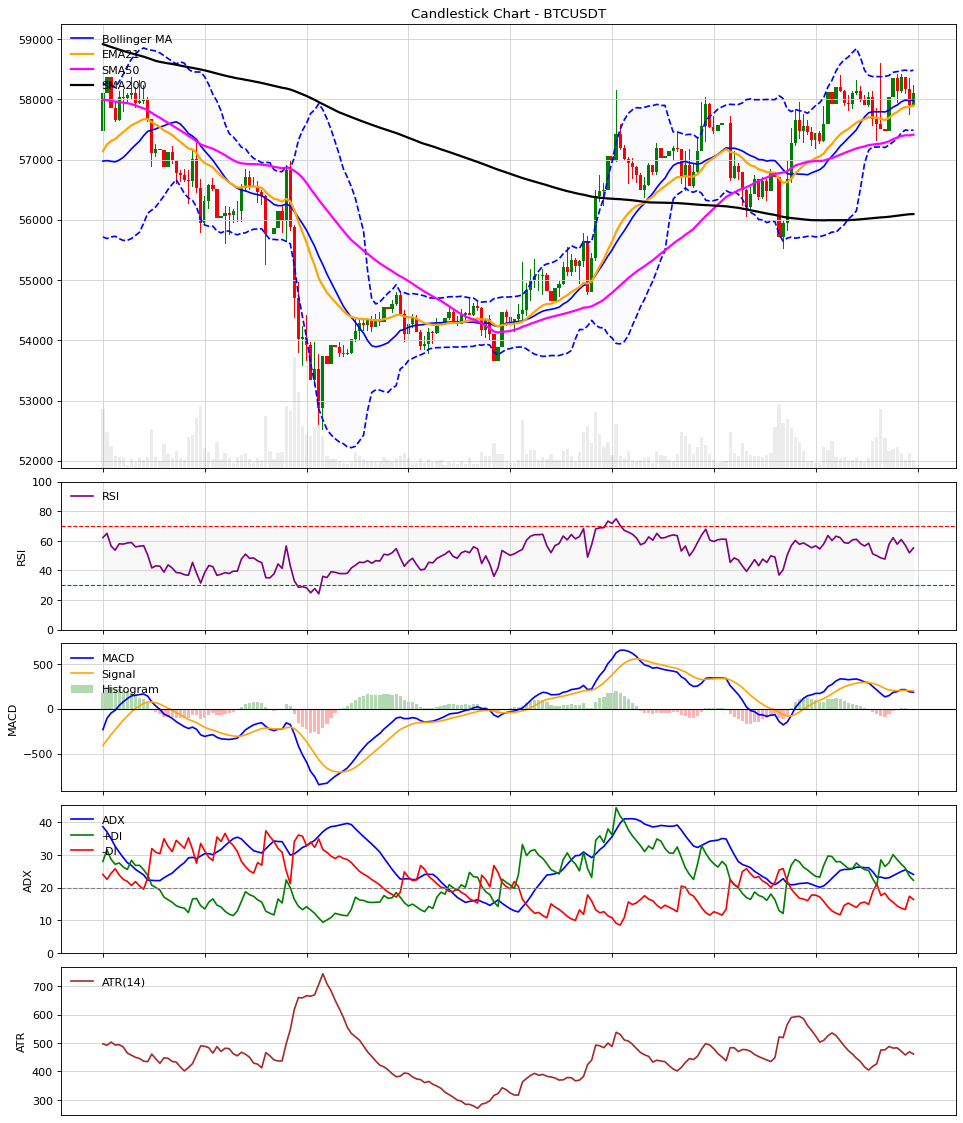 Candlestick Chart - BTCUSDT
Bollinger MA
EMA21
SMA50
SMA200
59000
58000
57000
56000
55000
54000
53000
52000
RSI
100
80
60
40
20
0
RSI
MACD
Signal
Histogram
500
0
−500
MACD
ADX
+DI
-DI
40
30
20
10
0
ADX
ATR(14)
700
600
500
400
300
ATR